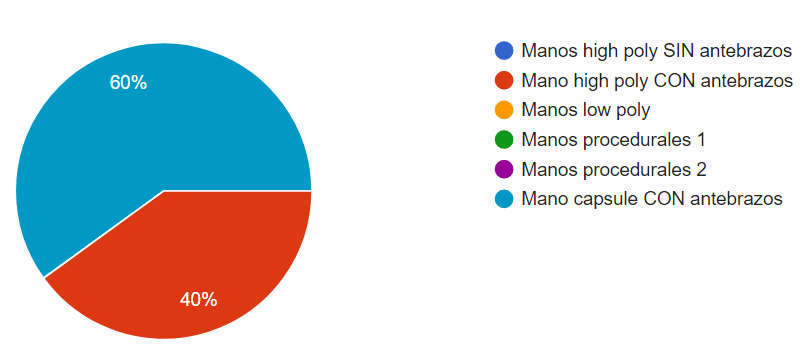 60%
40%
Manos high poly SIN antebrazos
Mano high poly CON antebrazos
Manos low poly
Manos procedurales 1
Manos procedurales 2
Mano capsule CON antebrazos